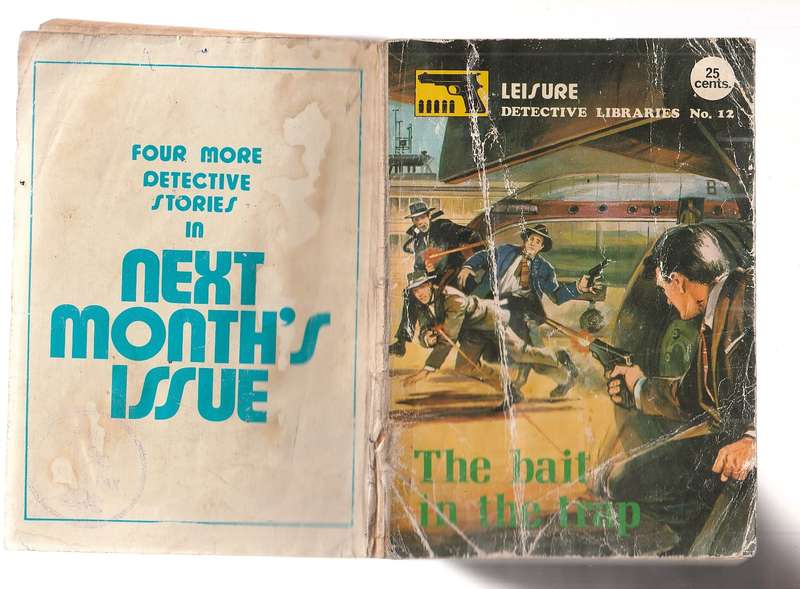 FOUR MORE
DETECTIVE
STORIES
IN
NEXT
MONTH'S
ISSUE
LEISURE
DETECTIVE LIBRARIES No. 12
25
cents.
B
The bait
in the trap